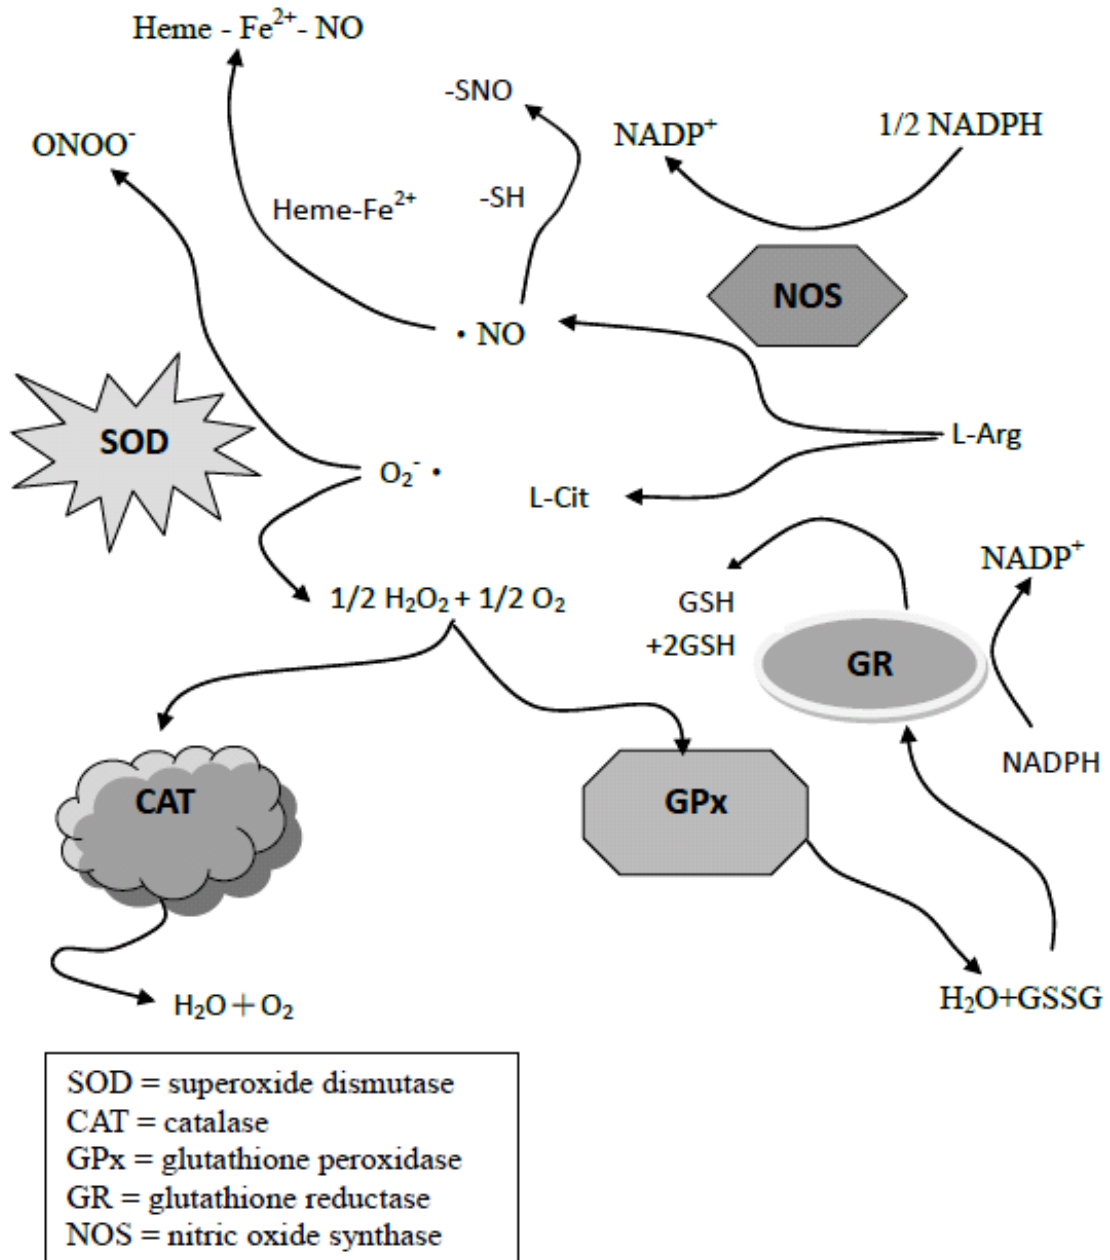 Heme - Fe²⁺- NO
-SNO
NADP⁺
1/2 NADPH
ONOO⁻
Heme-Fe²⁺
-SH
NOS
• NO
SOD
L-Arg
O₂⁻ •
L-Cit
NADP⁺
1/2 H₂O₂ + 1/2 O₂
GSH
+2GSH
GR
NADPH
CAT
GPx
H₂O + O₂
H₂O+GSSG
SOD = superoxide dismutase
CAT = catalase
GPx = glutathione peroxidase
GR = glutathione reductase
NOS = nitric oxide synthase